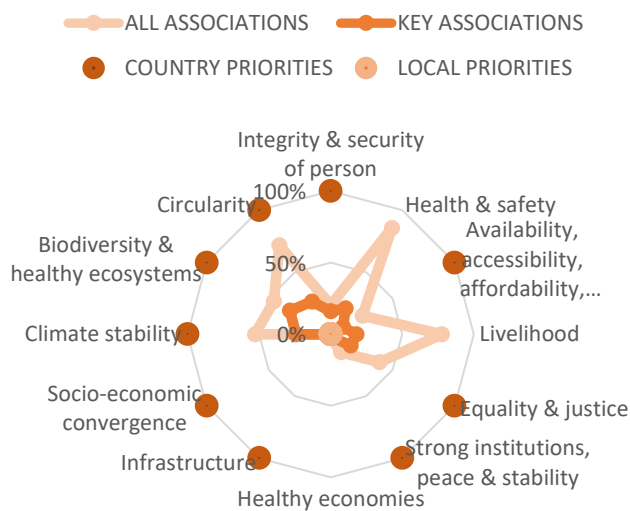 ALL ASSOCIATIONS
KEY ASSOCIATIONS
COUNTRY PRIORITIES
LOCAL PRIORITIES
Integrity & security
of person
100%
Circularity
Health & safety
Availability,
accessibility,
affordability,...
Biodiversity &
healthy ecosystems
50%
Climate stability
0%
Livelihood
Socio-economic
convergence
Equality & justice
Infrastructure
Strong institutions,
peace & stability
Healthy economies